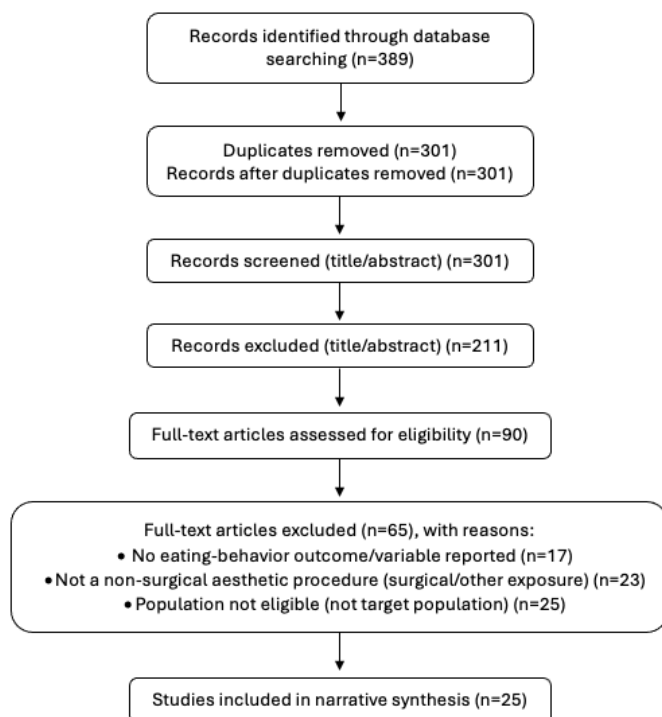 Records identified through database
searching (n=389)
Duplicates removed (n=301)
Records after duplicates removed (n=301)
Records screened (title/abstract) (n=301)
Records excluded (title/abstract) (n=211)
Full-text articles assessed for eligibility (n=90)
Full-text articles excluded (n=65), with reasons:
• No eating-behavior outcome/variable reported (n=17)
• Not a non-surgical aesthetic procedure (surgical/other exposure) (n=23)
• Population not eligible (not target population) (n=25)
Studies included in narrative synthesis (n=25)